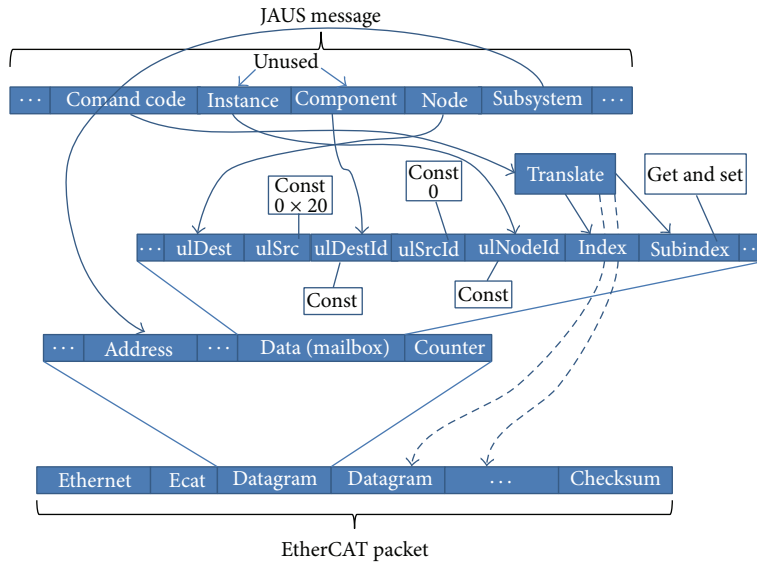 JAUS message
Unused
··· Comand code Instance Component Node Subsystem ···
Translate
Get and set
Const
0 × 20
Const
0
··· ulDest ulSrc ulDestId ulSrcId ulNodeId Index Subindex ···
Const
Const
··· Address ··· Data (mailbox) Counter
Ethernet Ecat Datagram Datagram ··· Checksum
EtherCAT packet